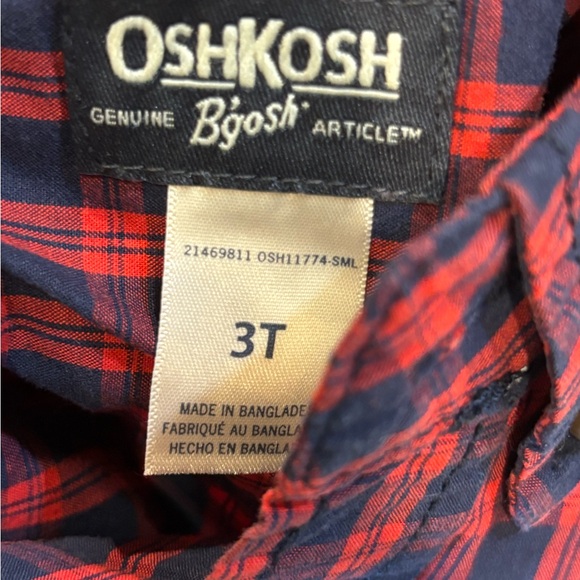 OSHKOSH
GENUINE B'gosh ARTICLE™
21469811 OSH11774-SML
3T
MADE IN BANGLADE
FABRIQUÉ AU BANGLA
HECHO EN BANGLA